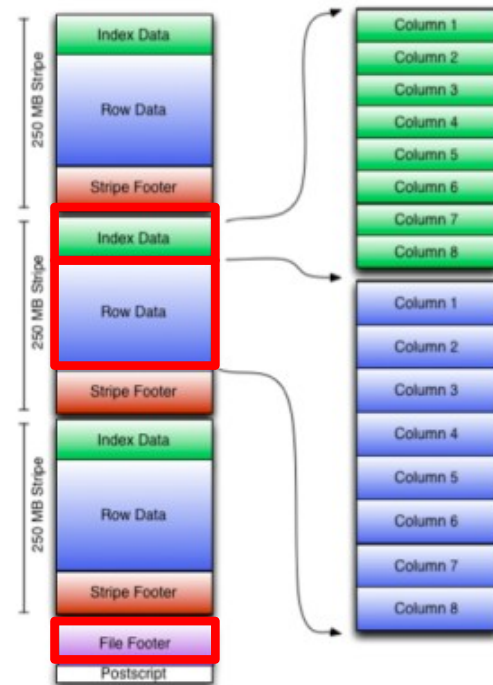 250 MB Stripe
Index Data
Row Data
Stripe Footer
250 MB Stripe
Index Data
Row Data
Stripe Footer
250 MB Stripe
Index Data
Row Data
Stripe Footer
File Footer
Postscript
Column 1
Column 2
Column 3
Column 4
Column 5
Column 6
Column 7
Column 8
Column 1
Column 2
Column 3
Column 4
Column 5
Column 6
Column 7
Column 8